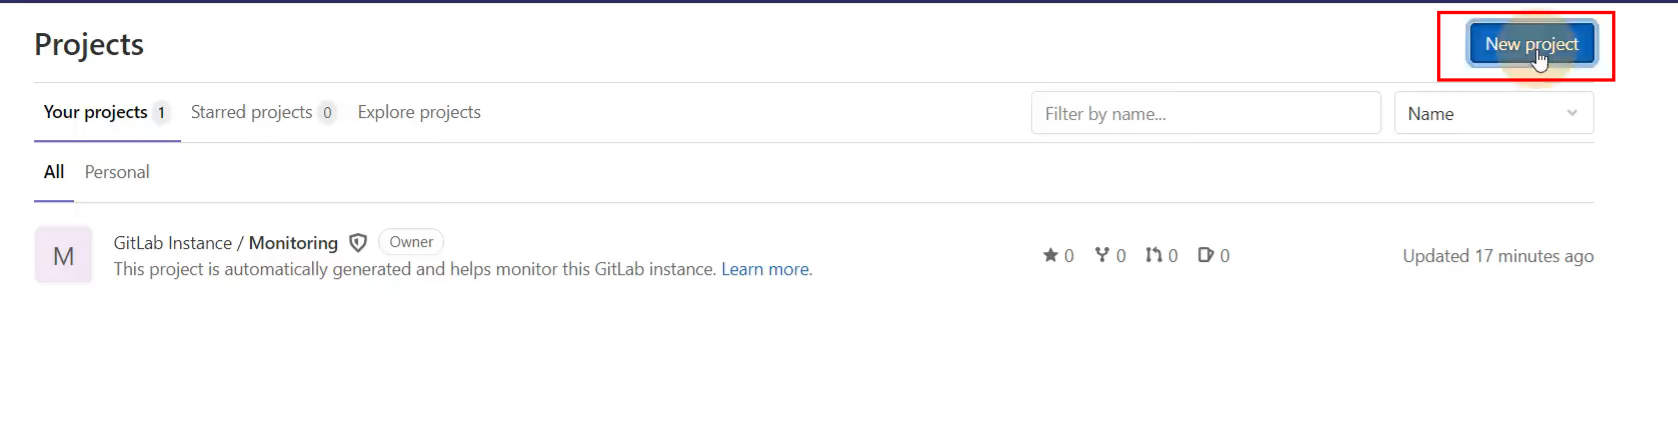 Projects
New project
Your projects 1 Starred projects 0 Explore projects
Filter by name...
Name
All Personal
M
GitLab Instance / Monitoring Owner
This project is automatically generated and helps monitor this GitLab instance. Learn more.
0 0 0 0
Updated 17 minutes ago